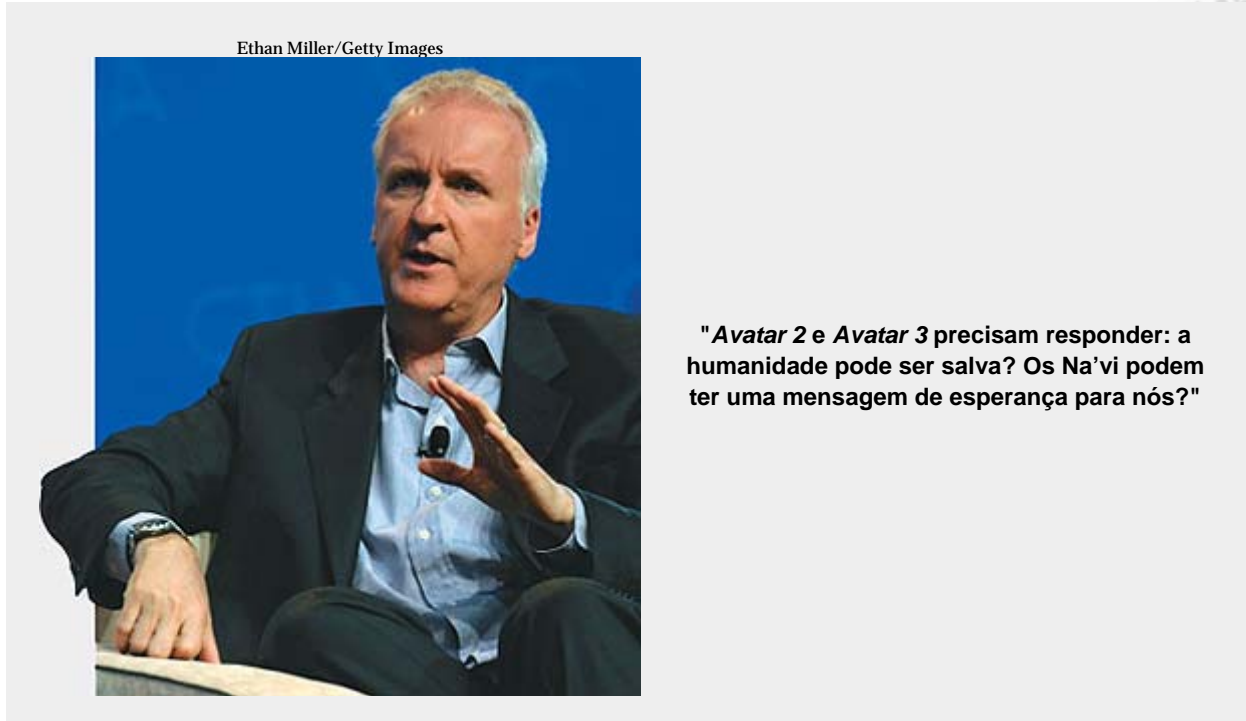 Ethan Miller/Getty Images
"Avatar 2 e Avatar 3 precisam responder: a
humanidade pode ser salva? Os Na’vi podem
ter uma mensagem de esperança para nós?"